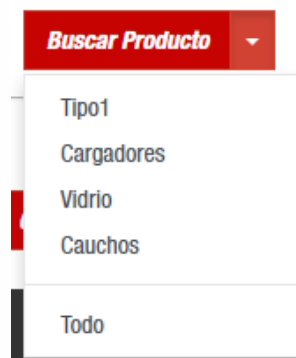 Buscar Producto
Tipo1
Cargadores
Vidrio
Cauchos
Todo